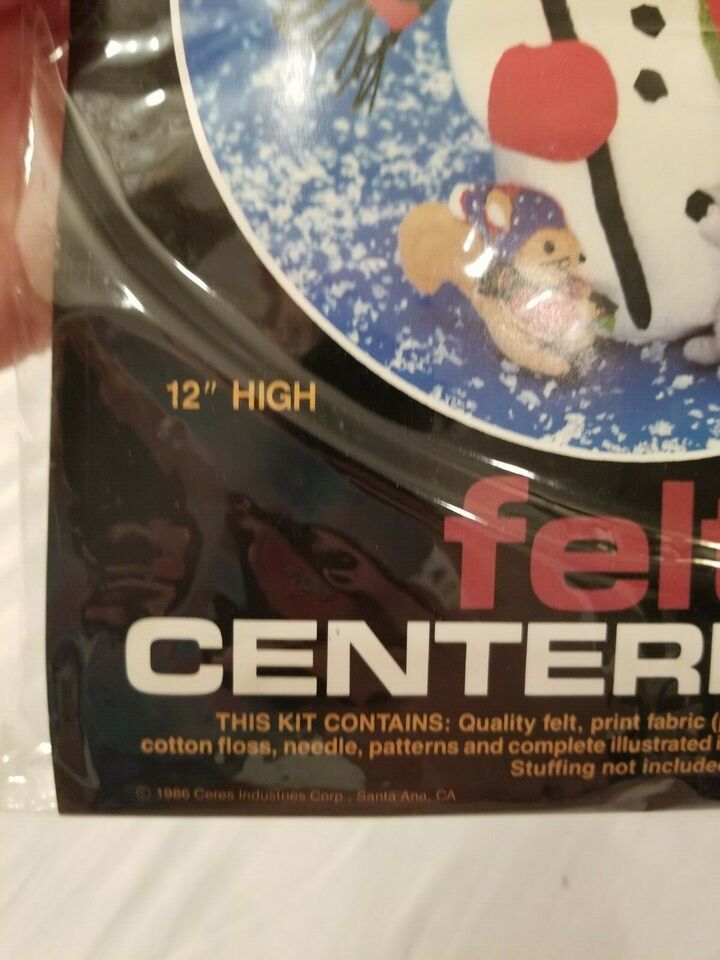 12" HIGH
felt
CENTER
THIS KIT CONTAINS: Quality felt, print fabric (
cotton floss, needle, patterns and complete illustrated
Stuffing not include
© 1986 Ceres Industries Corp., Santa Ana, CA